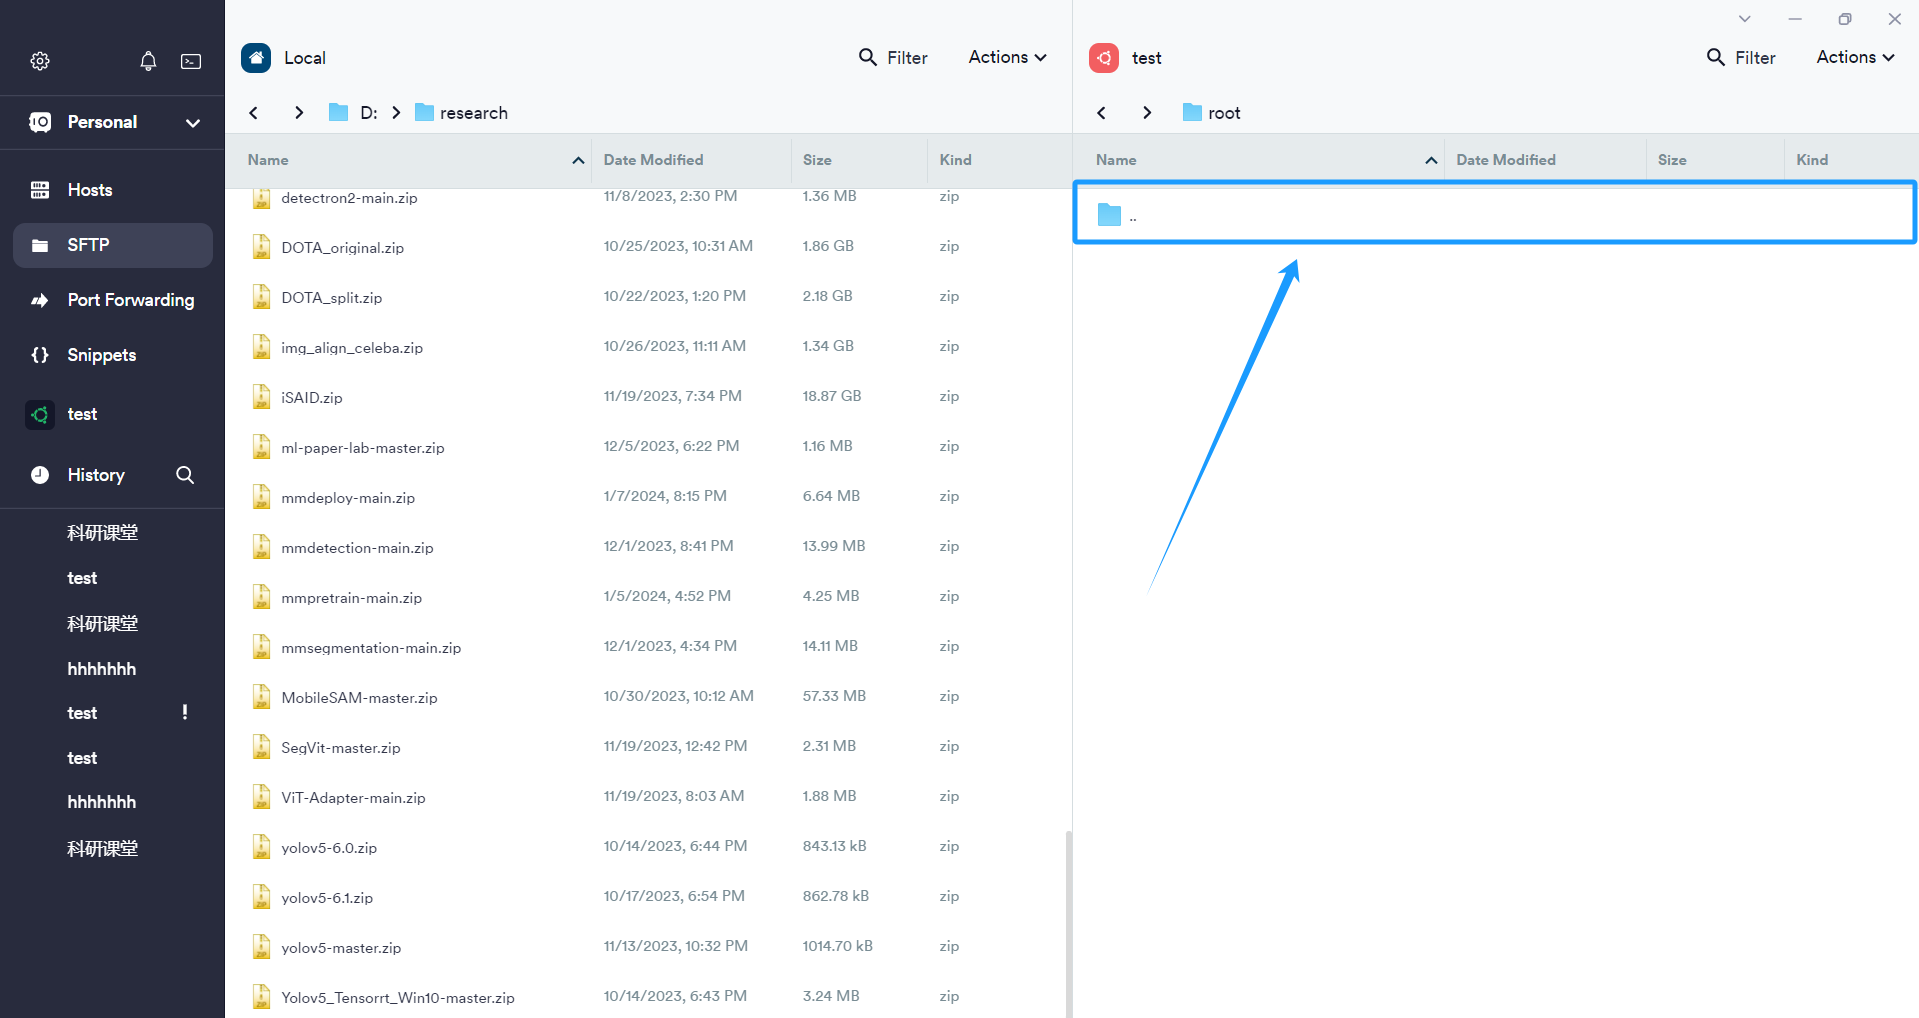 Personal
Hosts
SFTP
Port Forwarding
Snippets
test
History
科研课堂
test
科研课堂
hhhhhhh
test !
test
hhhhhhh
科研课堂
Local Filter Actions
D: research
Name Date Modified Size Kind
detectron2-main.zip 11/8/2023, 2:30 PM 1.36 MB zip
DOTA_original.zip 10/25/2023, 10:31 AM 1.86 GB zip
DOTA_split.zip 10/22/2023, 1:20 PM 2.18 GB zip
img_align_celeba.zip 10/26/2023, 11:11 AM 1.34 GB zip
iSAID.zip 11/19/2023, 7:34 PM 18.87 GB zip
ml-paper-lab-master.zip 12/5/2023, 6:22 PM 1.16 MB zip
mmdeploy-main.zip 1/7/2024, 8:15 PM 6.64 MB zip
mmdetection-main.zip 12/1/2023, 8:41 PM 13.99 MB zip
mmpretrain-main.zip 1/5/2024, 4:52 PM 4.25 MB zip
mmsegmentation-main.zip 12/1/2023, 4:34 PM 14.11 MB zip
MobileSAM-master.zip 10/30/2023, 10:12 AM 57.33 MB zip
SegVit-master.zip 11/19/2023, 12:42 PM 2.31 MB zip
ViT-Adapter-main.zip 11/19/2023, 8:03 AM 1.88 MB zip
yolov5-6.0.zip 10/14/2023, 6:44 PM 843.13 kB zip
yolov5-6.1.zip 10/17/2023, 6:54 PM 862.78 kB zip
yolov5-master.zip 11/13/2023, 10:32 PM 1014.70 kB zip
Yolov5_Tensorrt_Win10-master.zip 10/14/2023, 6:43 PM 3.24 MB zip
test Filter Actions
root
Name Date Modified Size Kind
..